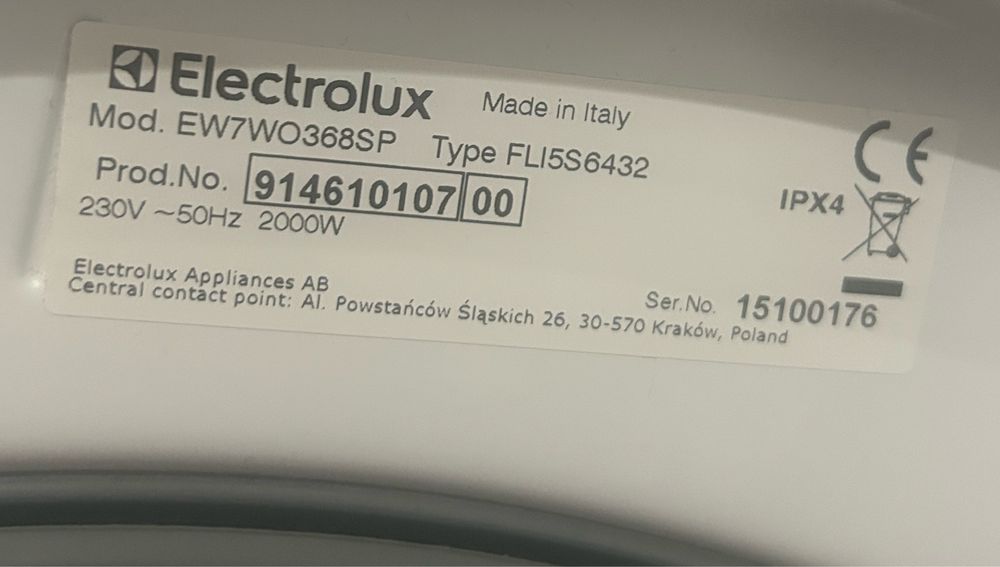 Electrolux Made in Italy
Mod. EW7WO368SP Type FLI5S6432
Prod.No. 914610107 00
230V ~50Hz 2000W
CE
IPX4
Electrolux Appliances AB
Central contact point: Al. Powstańców Śląskich 26, 30-570 Kraków, Poland
Ser.No. 15100176